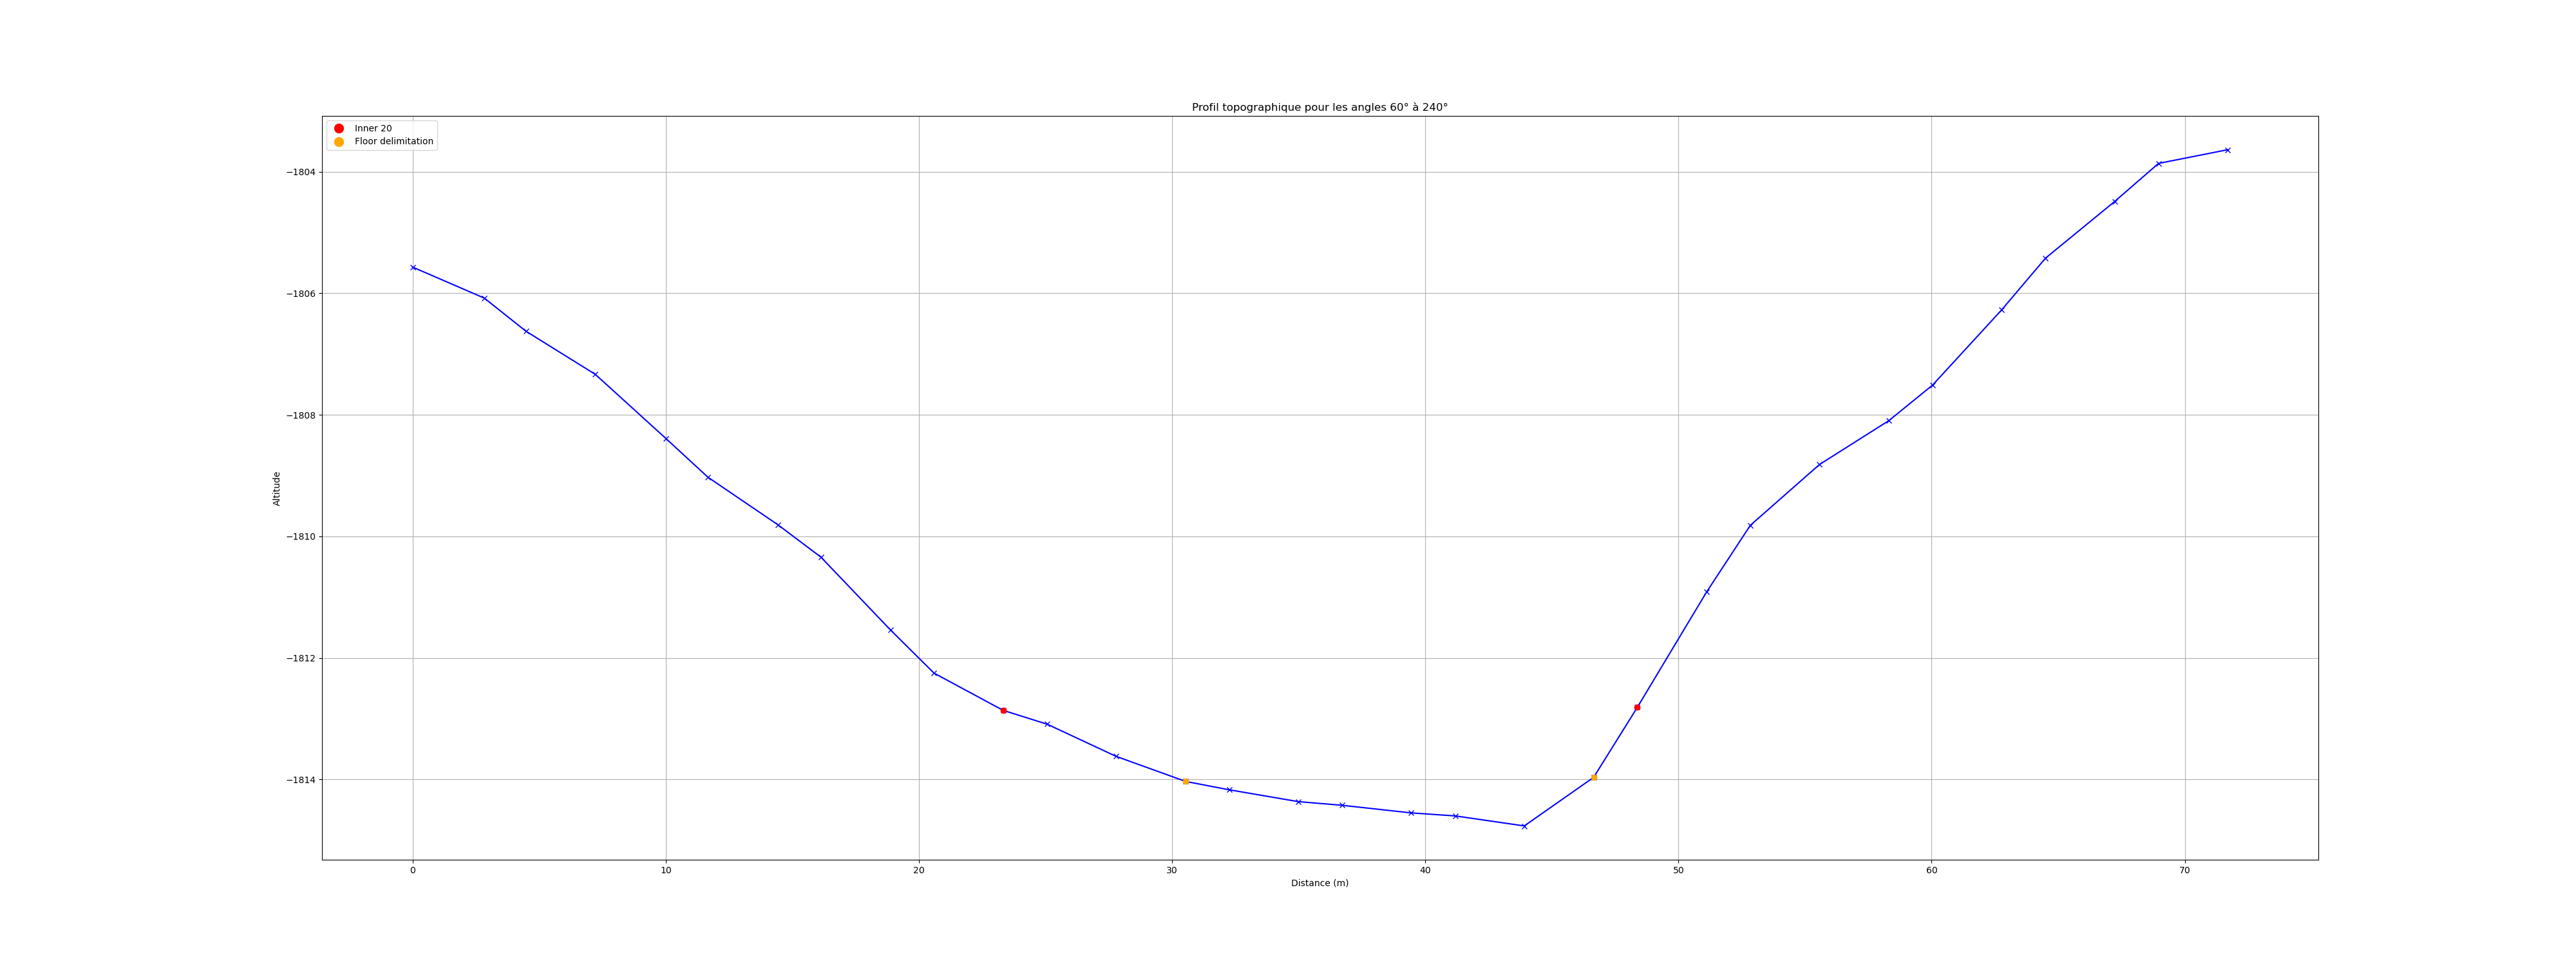 Profil topographique pour les angles 60° à 240°
Inner 20
Floor delimitation
−1804
−1806
−1808
−1810
−1812
−1814
Altitude
0 10 20 30 40 50 60 70
Distance (m)